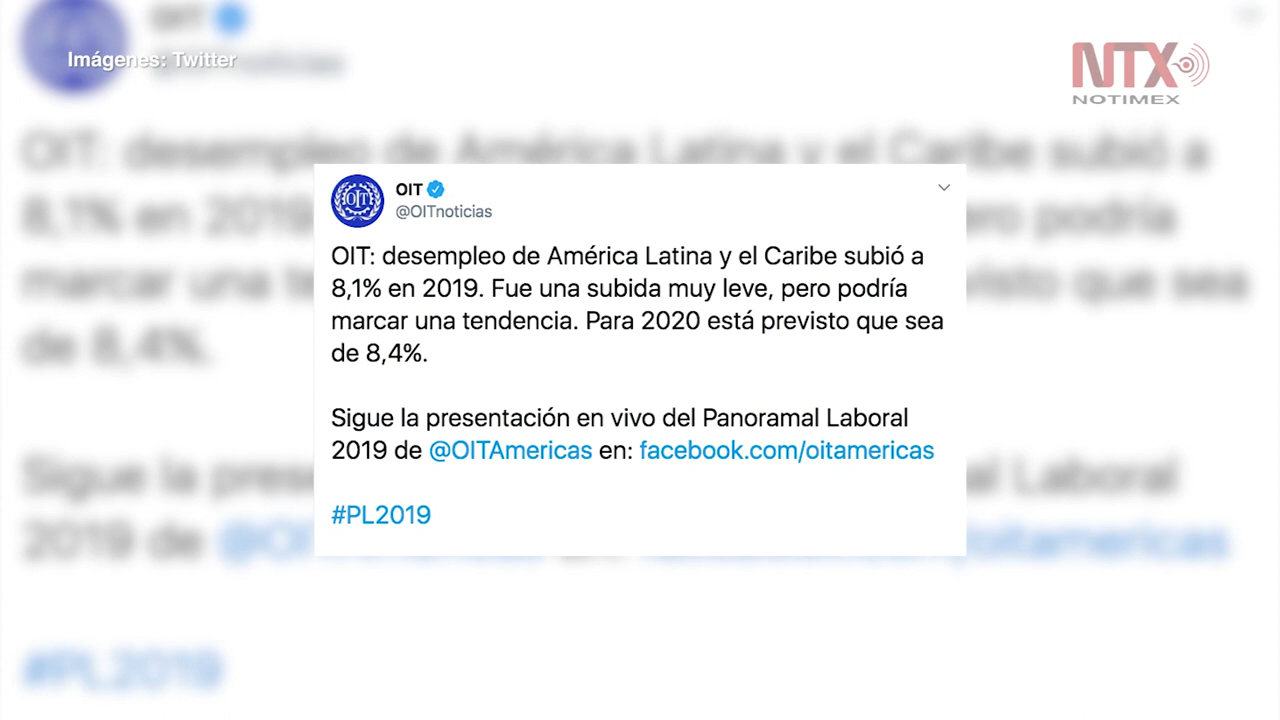 Imágenes: Twitter
NTX
NOTIMEX
OIT
@OITnoticias
OIT: desempleo de América Latina y el Caribe subió a
8,1% en 2019. Fue una subida muy leve, pero podría
marcar una tendencia. Para 2020 está previsto que sea
de 8,4%.
Sigue la presentación en vivo del Panoramal Laboral
2019 de @OITAmericas en: facebook.com/oitamericas
#PL2019